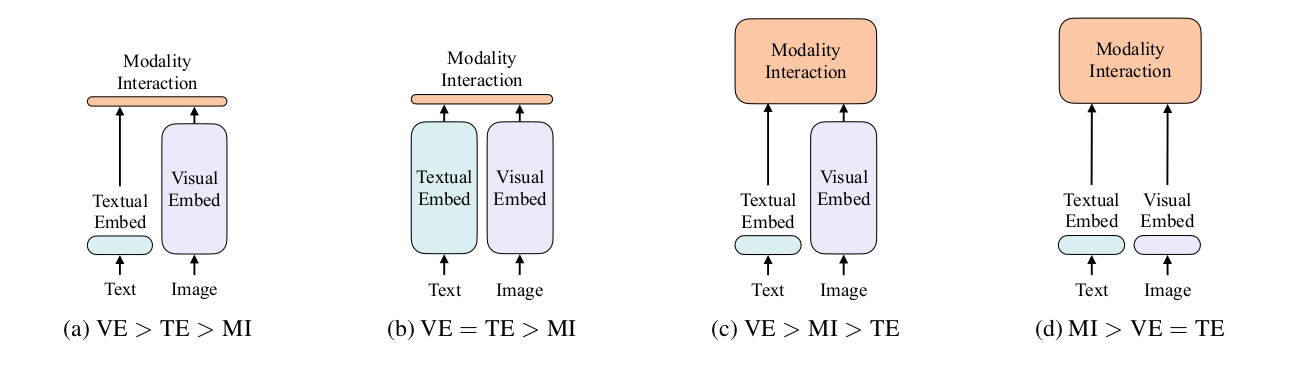 Modality
Interaction
Textual
Embed
Visual
Embed
Text
Image
(a) VE > TE > MI
Modality
Interaction
Textual
Embed
Visual
Embed
Text
Image
(b) VE = TE > MI
Modality
Interaction
Textual
Embed
Visual
Embed
Text
Image
(c) VE > MI > TE
Modality
Interaction
Textual
Embed
Visual
Embed
Text
Image
(d) MI > VE = TE